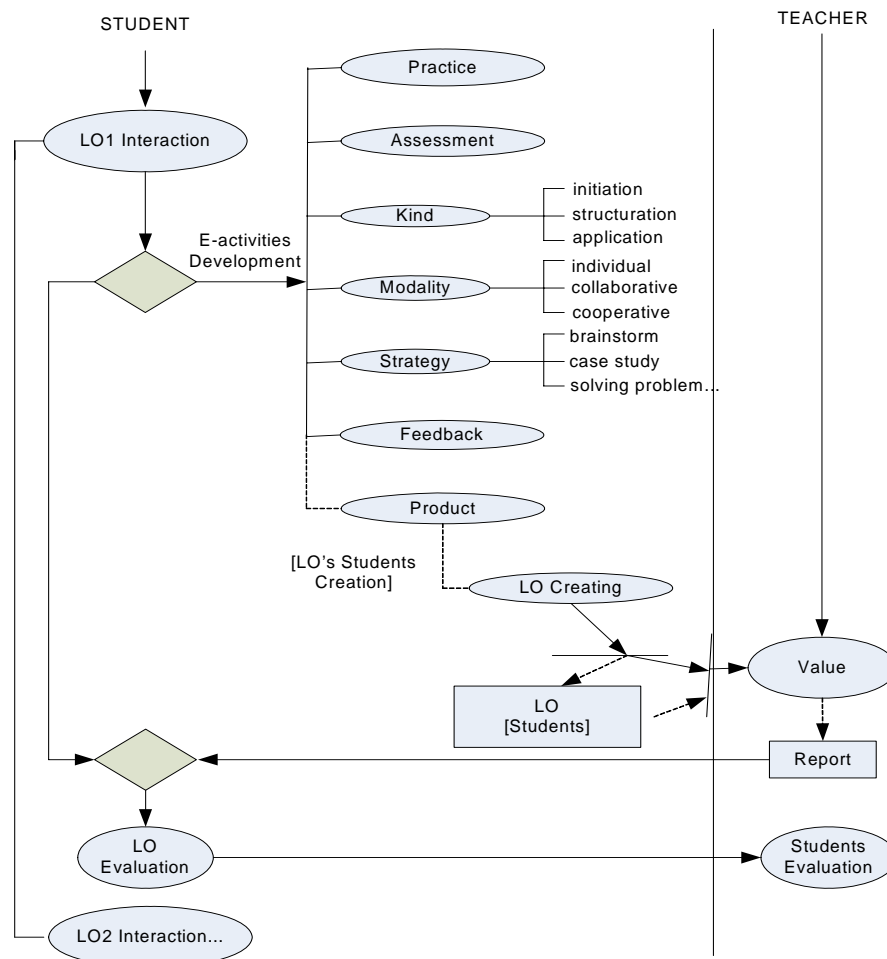 STUDENT
TEACHER
Practice
LO1 Interaction
Assessment
Kind
initiation
structuration
application
E-activities
Development
Modality
individual
collaborative
cooperative
Strategy
brainstorm
case study
solving problem...
Feedback
Product
[LO's Students
Creation]
LO Creating
Value
LO
[Students]
Report
LO
Evaluation
Students
Evaluation
LO2 Interaction...